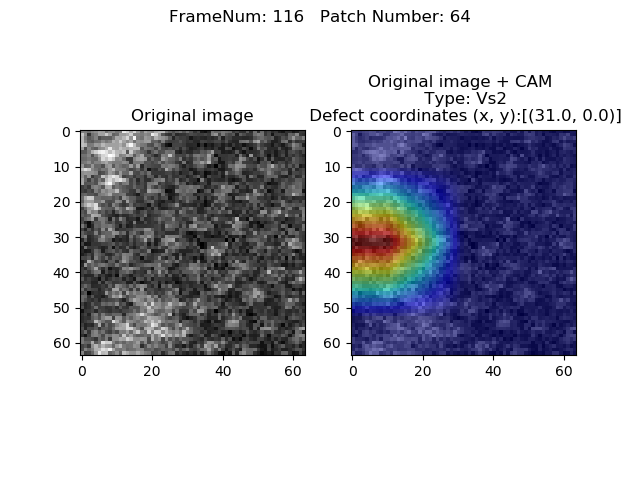 FrameNum: 116   Patch Number: 64
Original image
0
10
20
30
40
50
60
0 20 40 60
Original image + CAM
Type: Vs2
Defect coordinates (x, y):[(31.0, 0.0)]
0
10
20
30
40
50
60
0 20 40 60